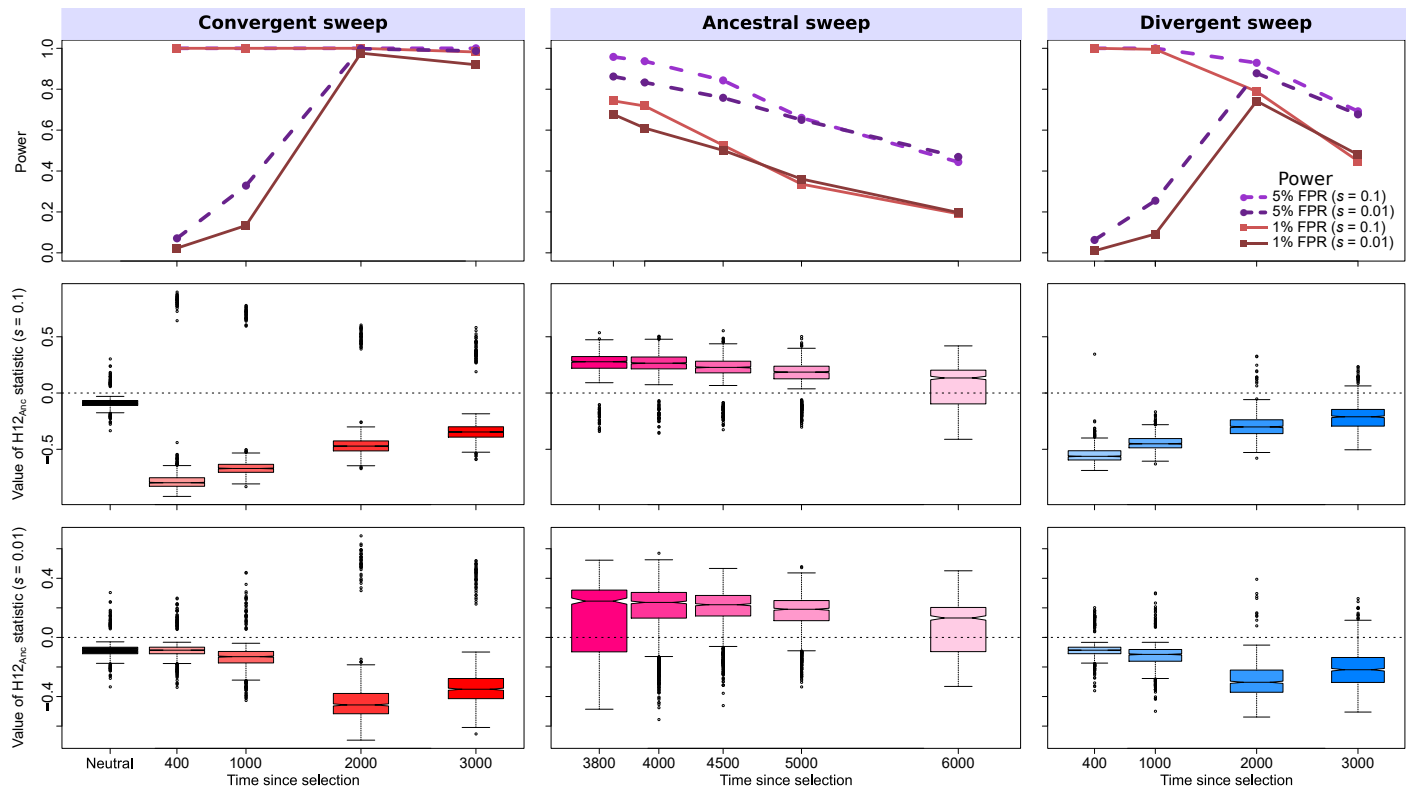 Convergent sweep
Ancestral sweep
Divergent sweep
Power
1.0
0.8
0.6
0.4
0.2
0.0
Power
5% FPR (s = 0.1)
5% FPR (s = 0.01)
1% FPR (s = 0.1)
1% FPR (s = 0.01)
Value of H12Anc statistic (s = 0.1)
0.5
0.0
−0.5
Value of H12Anc statistic (s = 0.01)
0.4
0.0
−0.4
Neutral 400 1000 2000 3000
Time since selection
3800 4000 4500 5000 6000
Time since selection
400 1000 2000 3000
Time since selection